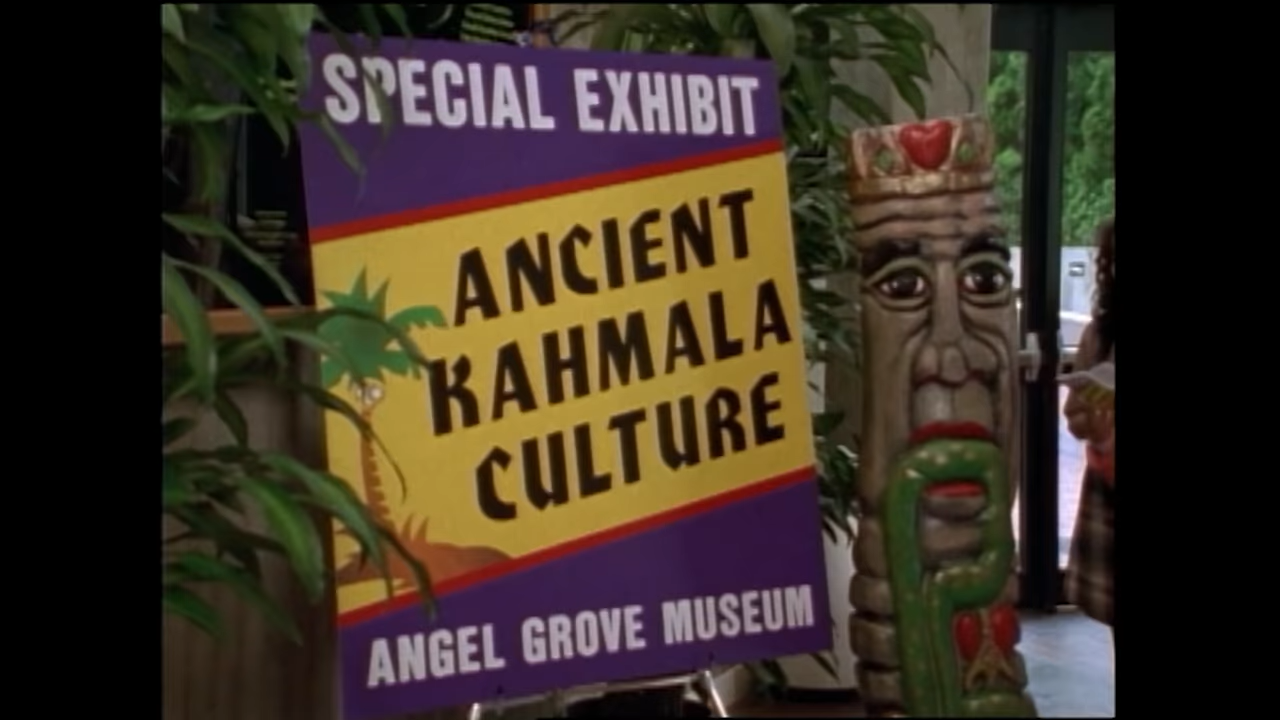 SPECIAL EXHIBIT
ANCIENT
KAHMALA
CULTURE
ANGEL GROVE MUSEUM